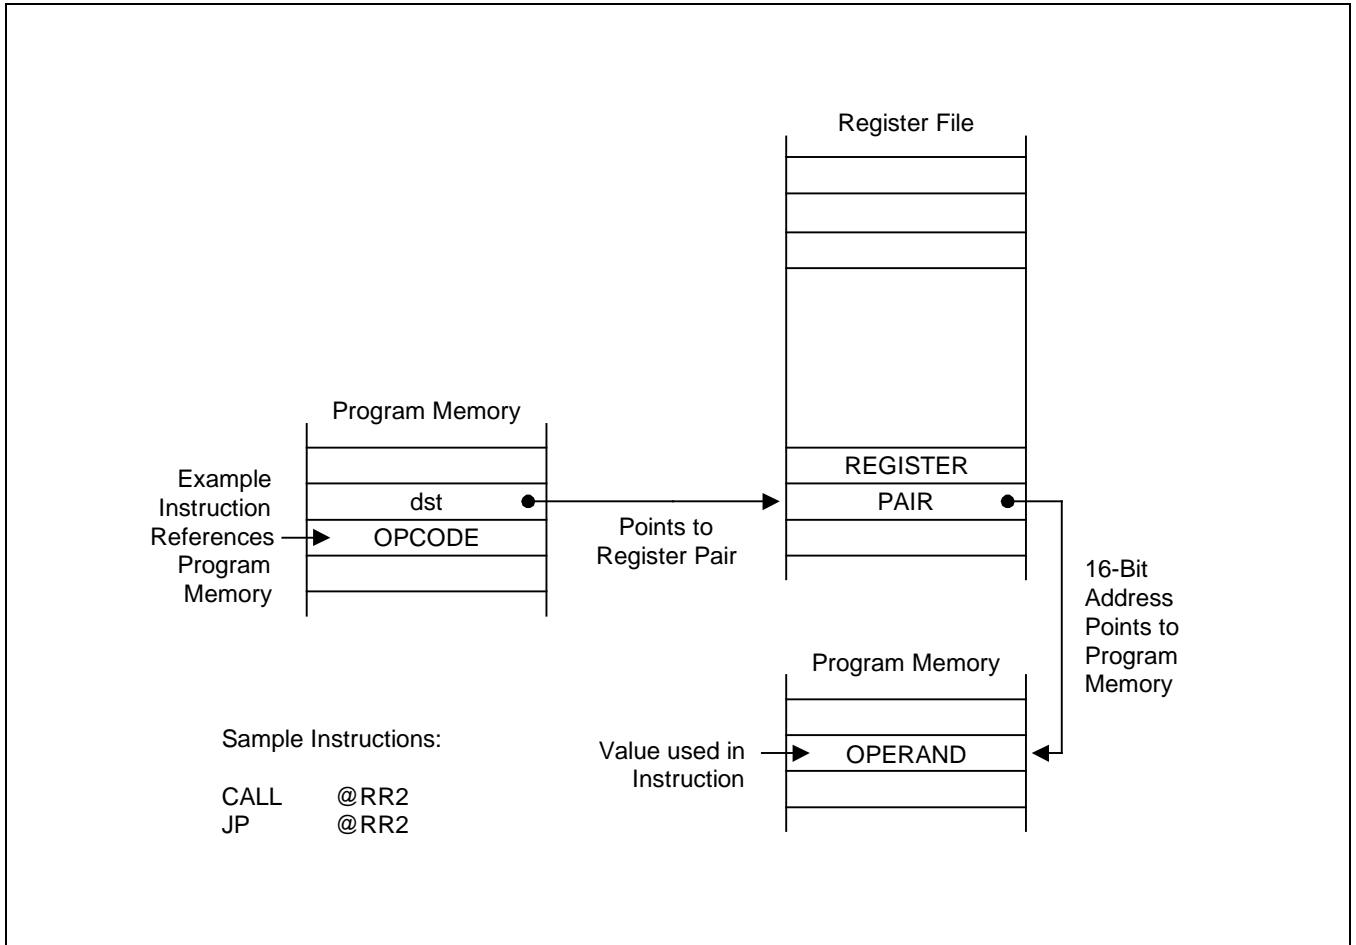 Register File
Program Memory
REGISTER
Example
Instruction
References
Program
Memory
dst
OPCODE
PAIR
Points to
Register Pair
16-Bit
Address
Points to
Program
Memory
Program Memory
Sample Instructions:
Value used in
Instruction
OPERAND
CALL @RR2
JP @RR2